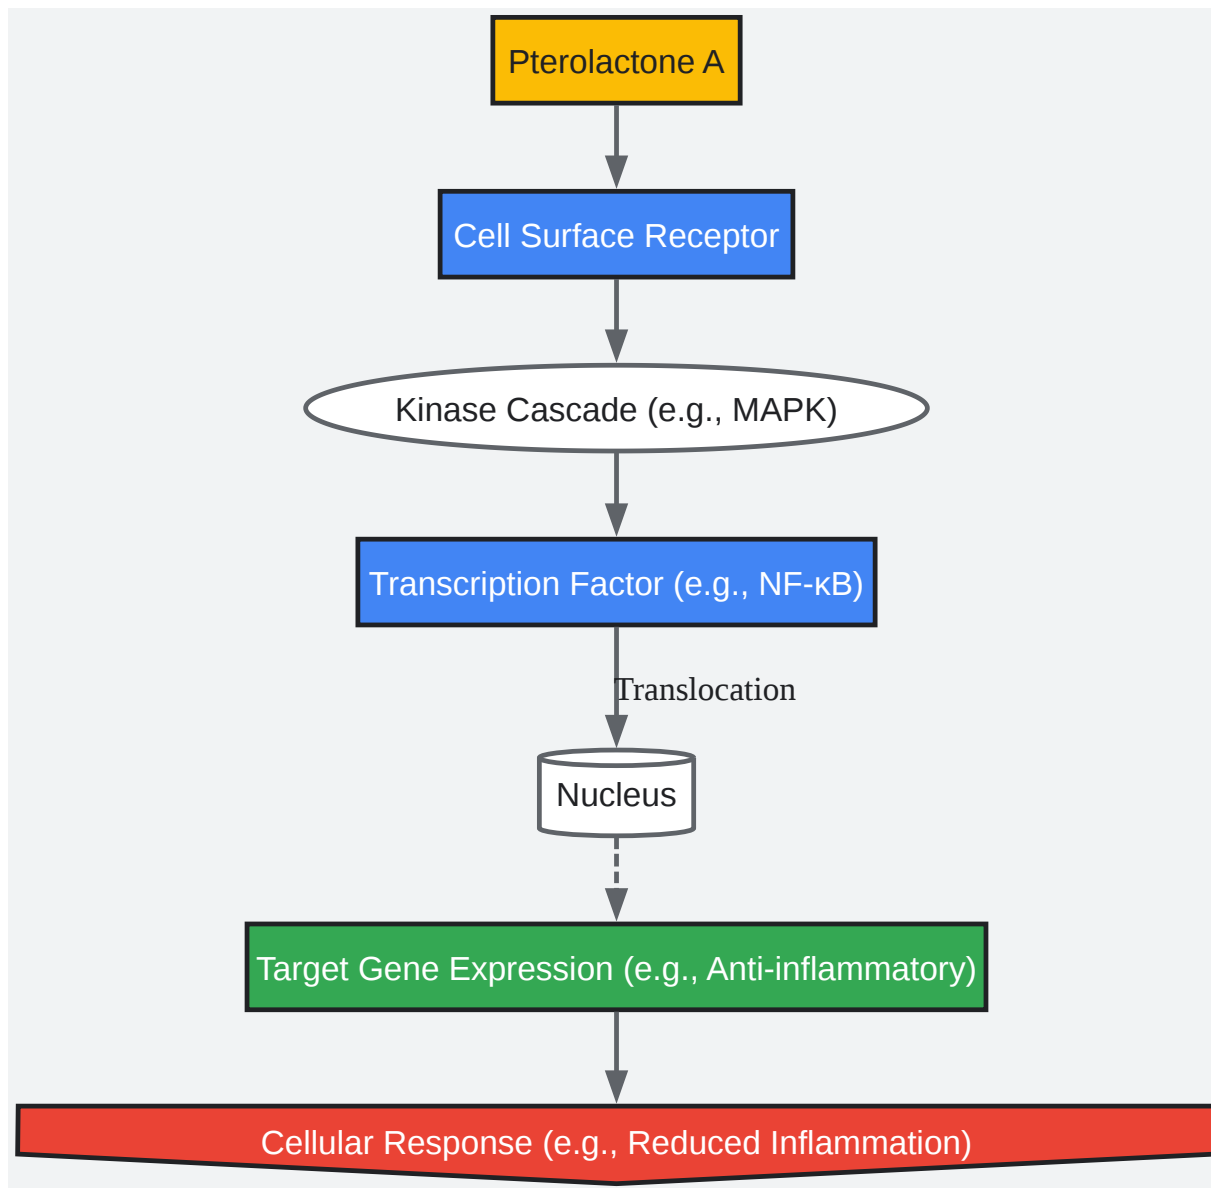 Pterolactone A
Cell Surface Receptor
Kinase Cascade (e.g., MAPK)
Transcription Factor (e.g., NF-κB)
Translocation
Nucleus
Target Gene Expression (e.g., Anti-inflammatory)
Cellular Response (e.g., Reduced Inflammation)